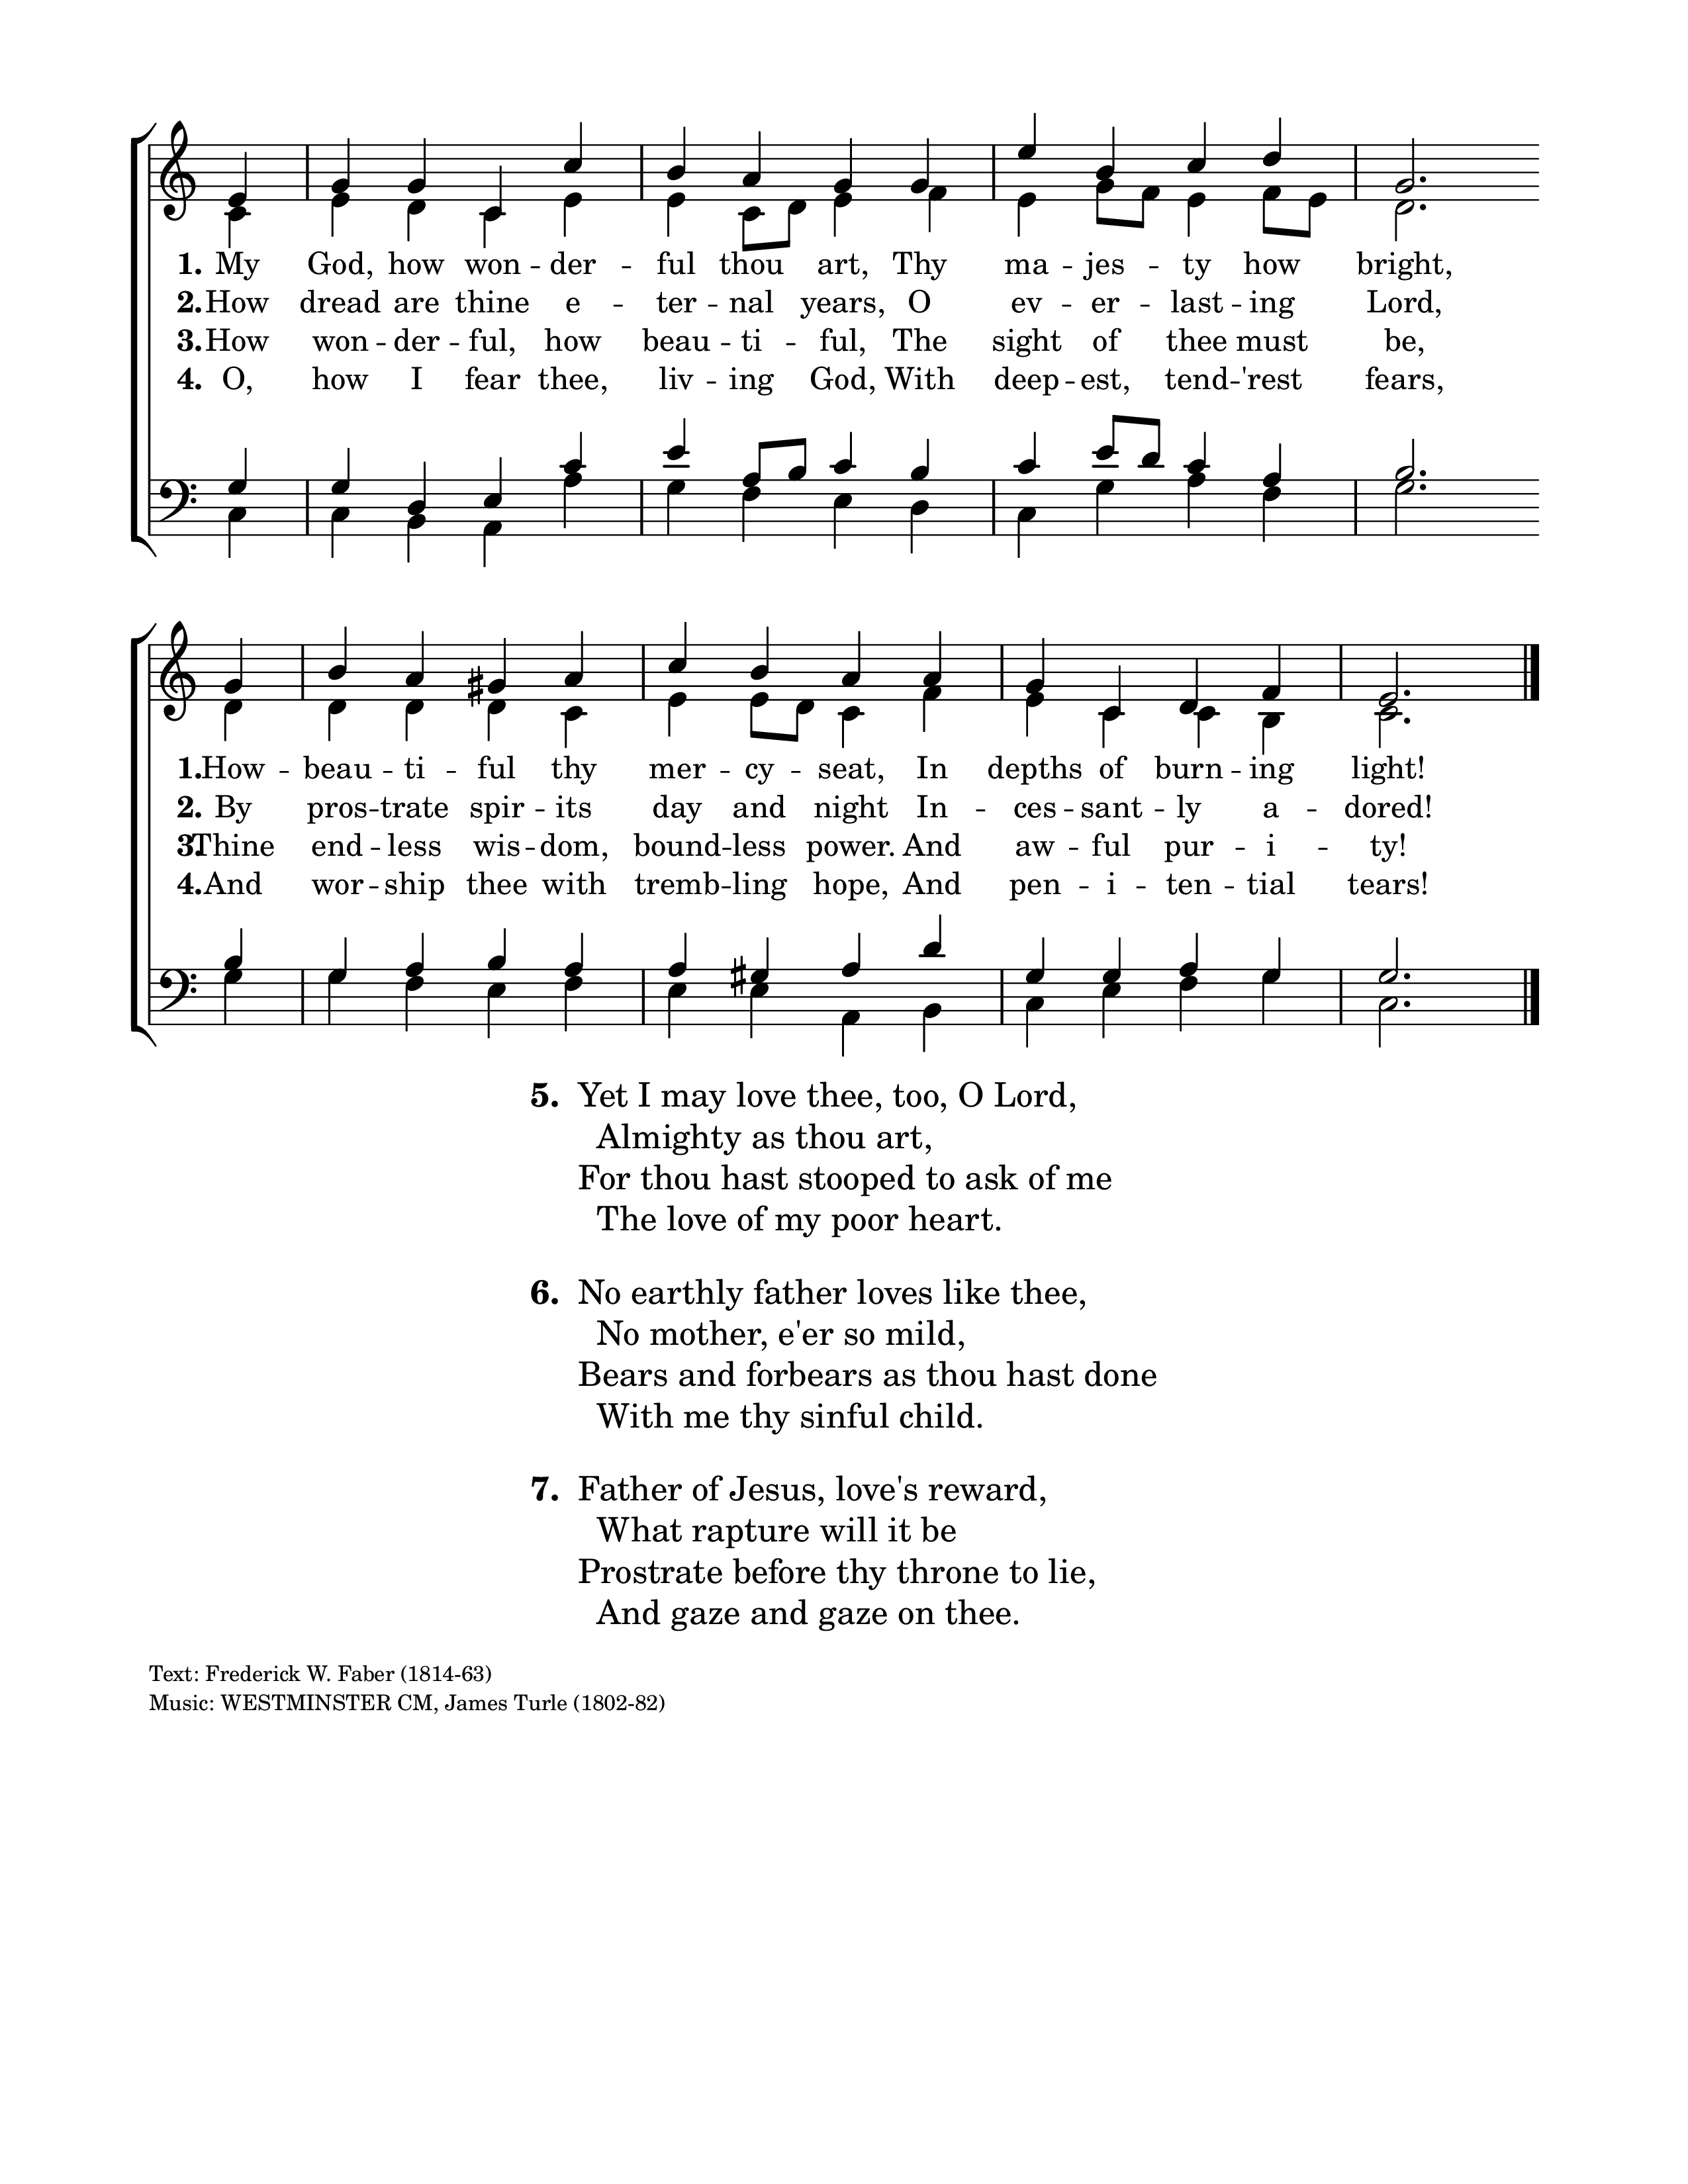 1. My God, how won -- der -- ful thou art, Thy ma -- jes -- ty how bright,
2. How dread are thine e -- ter -- nal years, O ev -- er -- last -- ing Lord,
3. How won -- der -- ful, how beau -- ti -- ful, The sight of thee must be,
4. O, how I fear thee, liv -- ing God, With deep -- est, tend -- 'rest fears,
1. How -- beau -- ti -- ful thy mer -- cy -- seat, In depths of burn -- ing light!
2. By pros -- trate spir -- its day and night In -- ces -- sant -- ly a -- dored!
3. Thine end -- less wis -- dom, bound -- less power. And aw -- ful pur -- i -- ty!
4. And wor -- ship thee with tremb -- ling hope, And pen -- i -- ten -- tial tears!
5. Yet I may love thee, too, O Lord,
Almighty as thou art,
For thou hast stooped to ask of me
The love of my poor heart.
6. No earthly father loves like thee,
No mother, e'er so mild,
Bears and forbears as thou hast done
With me thy sinful child.
7. Father of Jesus, love's reward,
What rapture will it be
Prostrate before thy throne to lie,
And gaze and gaze on thee.
Text: Frederick W. Faber (1814-63)
Music: WESTMINSTER CM, James Turle (1802-82)